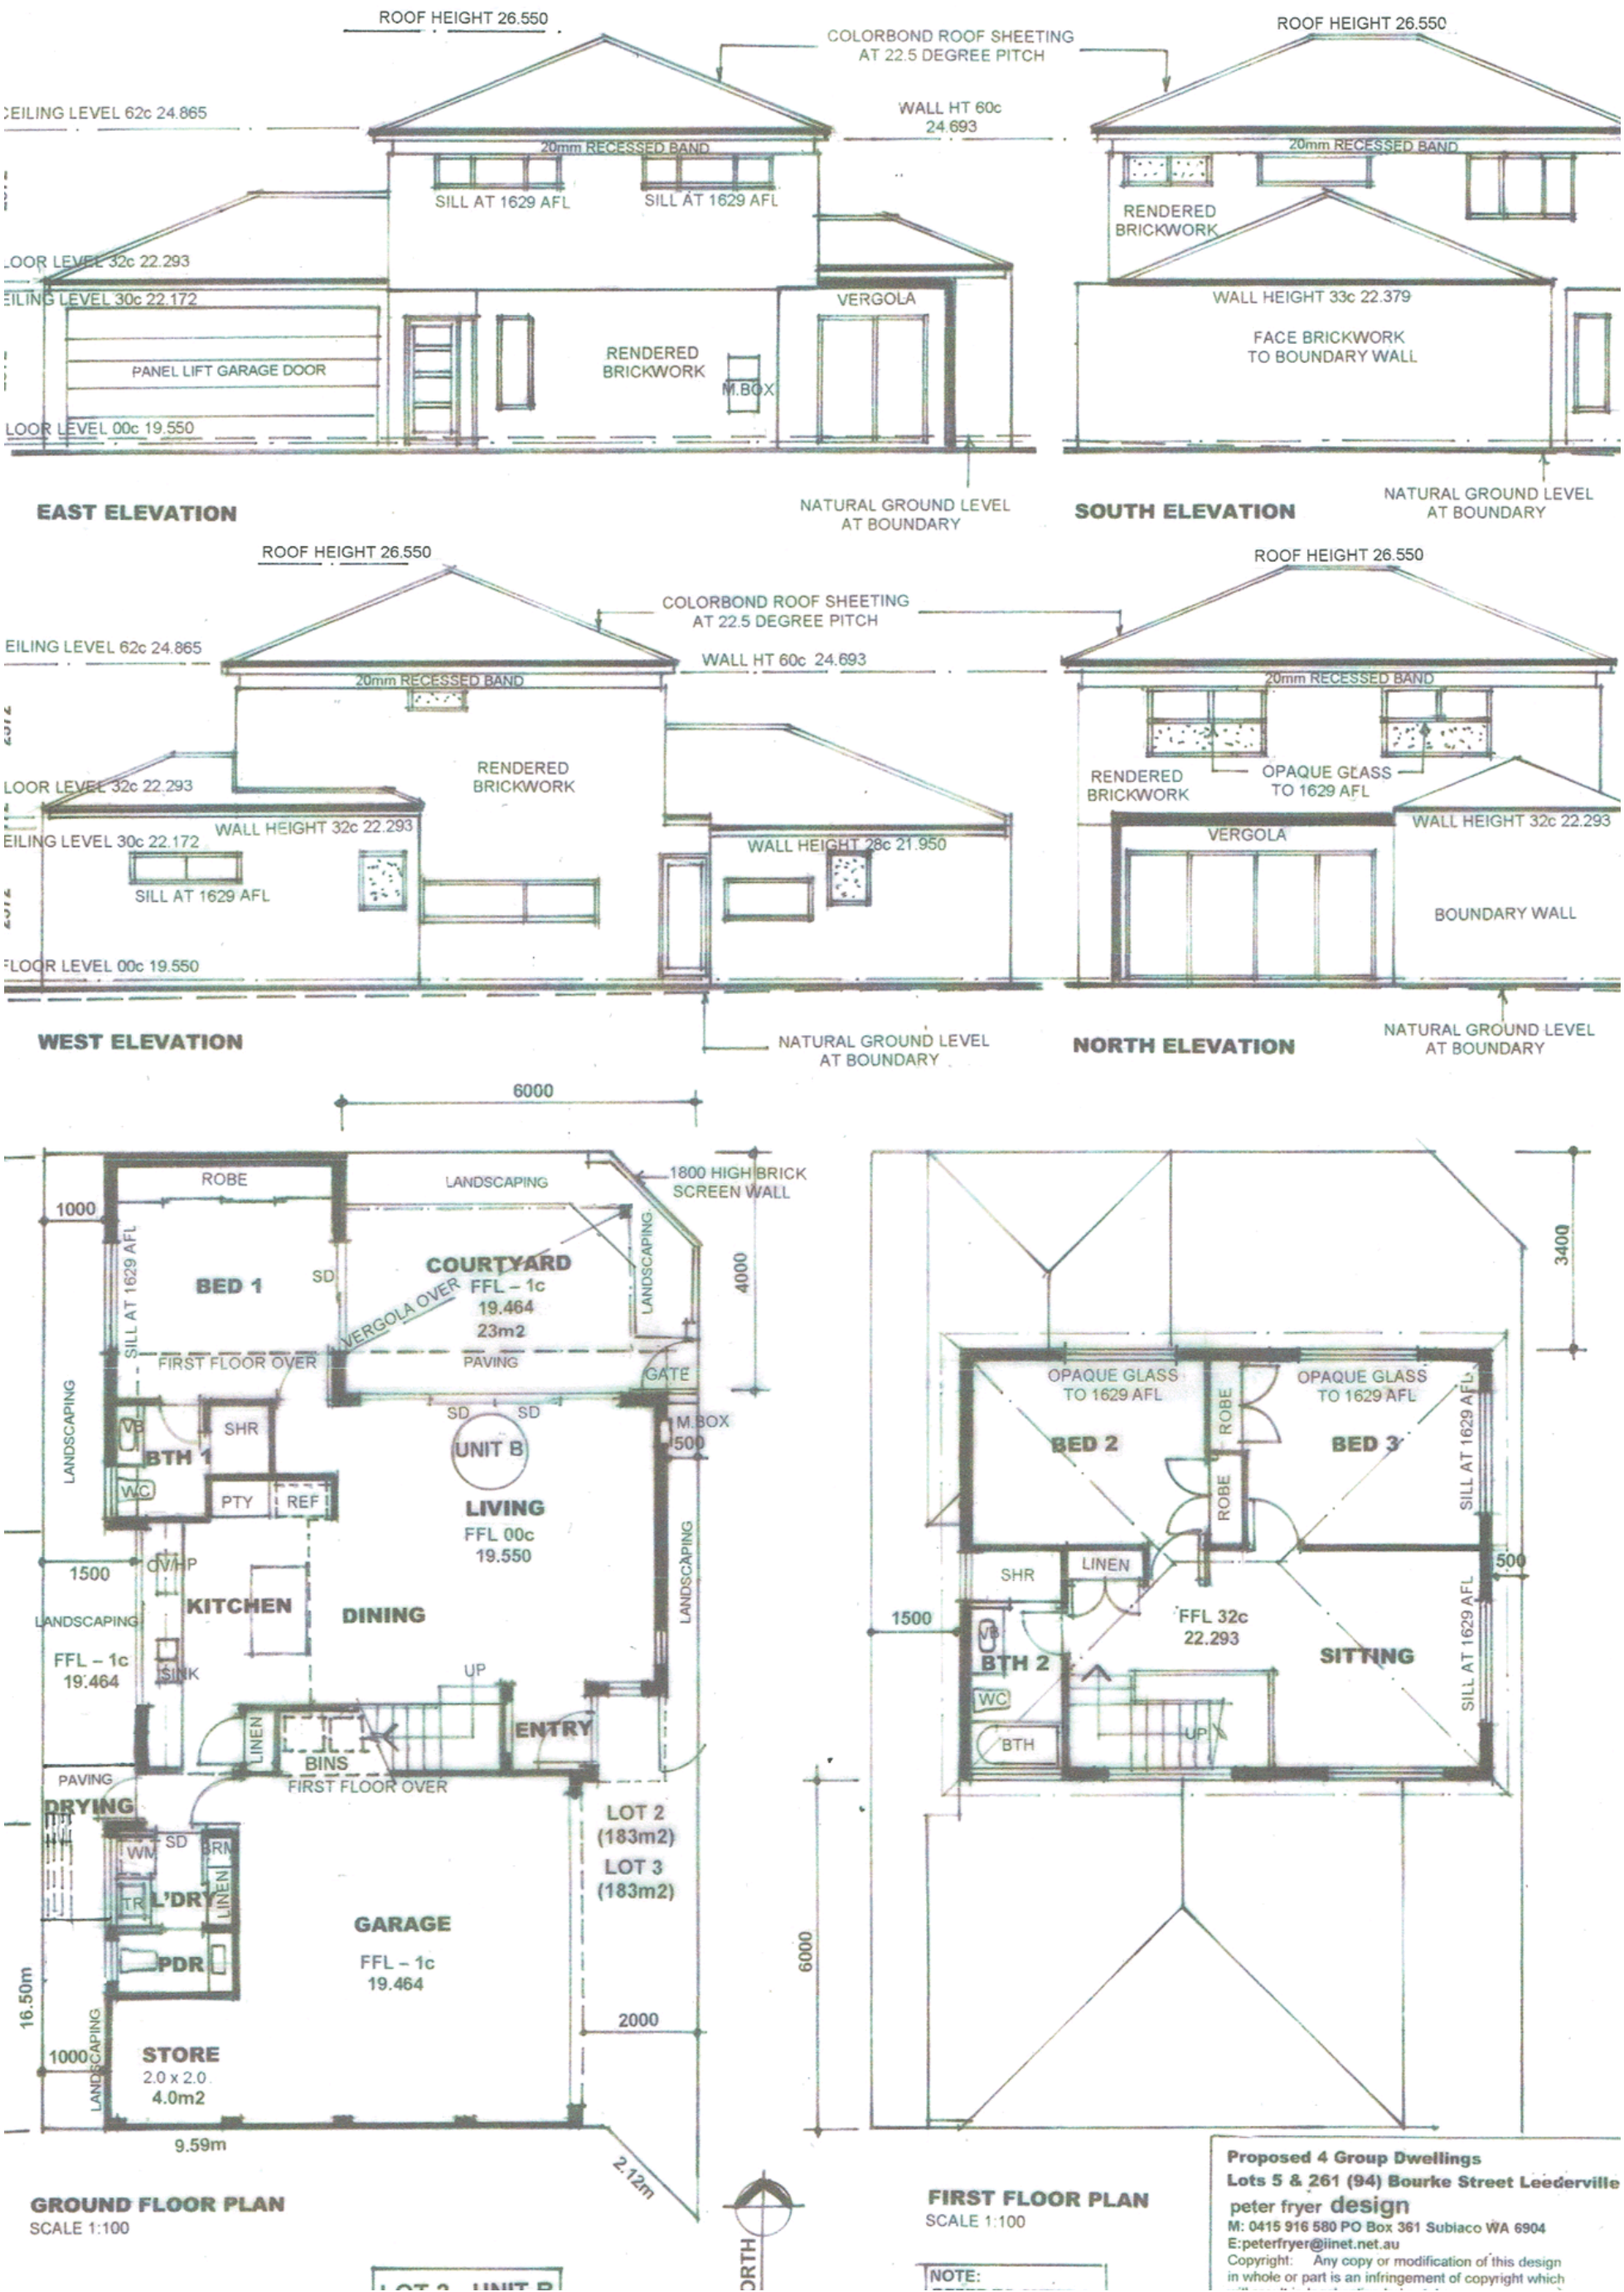 ROOF HEIGHT 26.550
COLORBOND ROOF SHEETING
AT 22.5 DEGREE PITCH
ROOF HEIGHT 26.550
CEILING LEVEL 62c 24.865
WALL HT 60c
24.693
20mm RECESSED BAND
20mm RECESSED BAND
SILL AT 1629 AFL
SILL AT 1629 AFL
RENDERED
BRICKWORK
LOOR LEVEL 32c 22.293
EILING LEVEL 30c 22.172
VERGOLA
WALL HEIGHT 33c 22.379
FACE BRICKWORK
TO BOUNDARY WALL
PANEL LIFT GARAGE DOOR
RENDERED
BRICKWORK
M.BOX
LOOR LEVEL 00c 19.550
EAST ELEVATION
NATURAL GROUND LEVEL
AT BOUNDARY
SOUTH ELEVATION
NATURAL GROUND LEVEL
AT BOUNDARY
ROOF HEIGHT 26.550
ROOF HEIGHT 26.550
COLORBOND ROOF SHEETING
AT 22.5 DEGREE PITCH
EILING LEVEL 62c 24.865
WALL HT 60c 24.693
20mm RECESSED BAND
20mm RECESSED BAND
RENDERED
BRICKWORK
RENDERED
BRICKWORK
OPAQUE GLASS
TO 1629 AFL
LOOR LEVEL 32c 22.293
WALL HEIGHT 32c 22.293
EILING LEVEL 30c 22.172
WALL HEIGHT 28c 21.950
VERGOLA
WALL HEIGHT 32c 22.293
SILL AT 1629 AFL
BOUNDARY WALL
FLOOR LEVEL 00c 19.550
WEST ELEVATION
NATURAL GROUND LEVEL
AT BOUNDARY
NORTH ELEVATION
NATURAL GROUND LEVEL
AT BOUNDARY
6000
ROBE
LANDSCAPING
1800 HIGH BRICK
SCREEN WALL
1000
SILL AT 1629 AFL
BED 1
SD
COURTYARD
FFL – 1c
19.464
23m2
VERGOLA OVER
LANDSCAPING
4000
FIRST FLOOR OVER
PAVING
GATE
LANDSCAPING
VB
SHR
BTH 1
WC
PTY
REF
SD
SD
UNIT B
M.BOX
500
LIVING
FFL 00c
19.550
LANDSCAPING
1500
OV/HP
KITCHEN
DINING
LANDSCAPING
FFL – 1c
19.464
SINK
UP
LINEN
BINS
ENTRY
FIRST FLOOR OVER
PAVING
DRYING
SD
WM
BRM
TR
L'DRY
LINEN
PDR
LOT 2
(183m2)
LOT 3
(183m2)
GARAGE
FFL – 1c
19.464
16.50m
2000
1000
LANDSCAPING
STORE
2.0 x 2.0
4.0m2
9.59m
2.12m
GROUND FLOOR PLAN
SCALE 1:100
3400
OPAQUE GLASS
TO 1629 AFL
ROBE
OPAQUE GLASS
TO 1629 AFL
SILL AT 1629 AFL
BED 2
BED 3
ROBE
SHR
LINEN
500
1500
FFL 32c
22.293
VB
BTH 2
SITTING
SILL AT 1629 AFL
WC
UP
BTH
6000
FIRST FLOOR PLAN
SCALE 1:100
ORTH
Proposed 4 Group Dwellings
Lots 5 & 261 (94) Bourke Street Leederville
peter fryer design
M: 0415 916 580 PO Box 361 Subiaco WA 6904
E:peterfryer@iinet.net.au
Copyright: Any copy or modification of this design
in whole or part is an infringement of copyright which
NOTE:
LOT 2 UNIT B